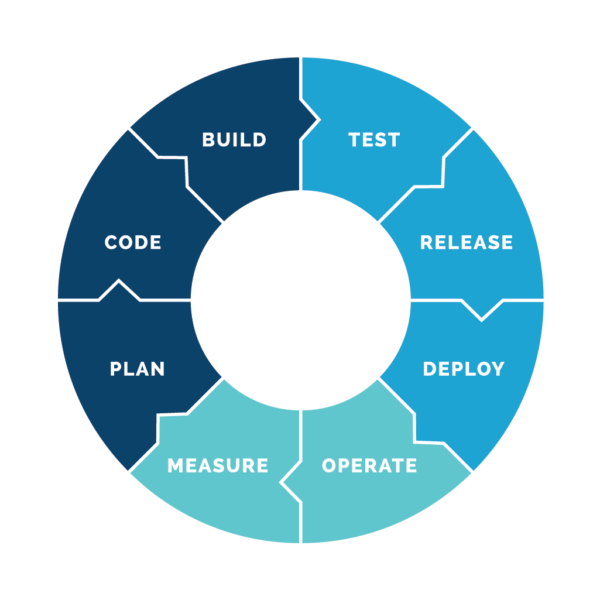 BUILD
TEST
RELEASE
DEPLOY
OPERATE
MEASURE
PLAN
CODE